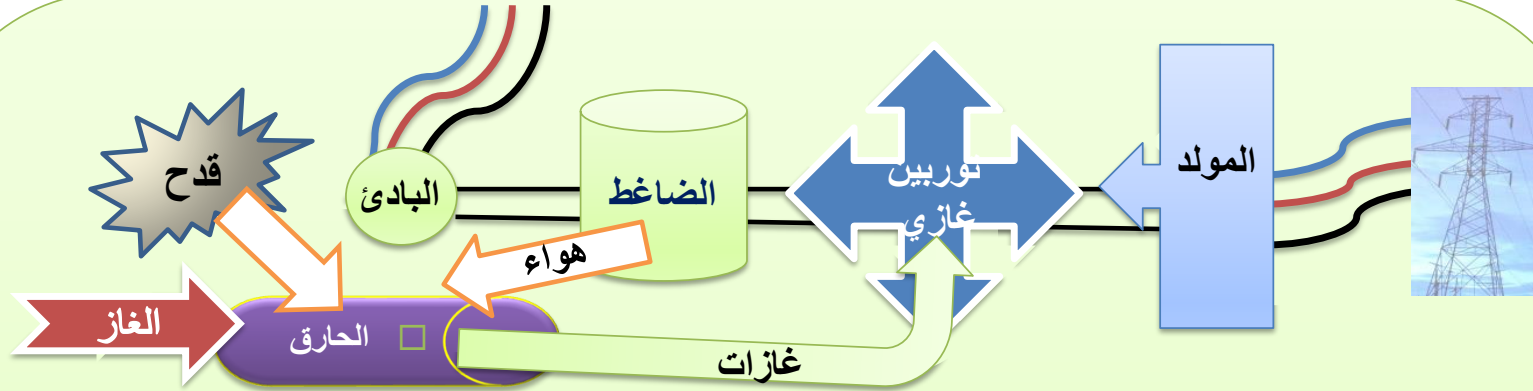 المولد
توربين
غازي
الضاغط
البادئ
قدح
هواء
الغاز
الحارق
غازات